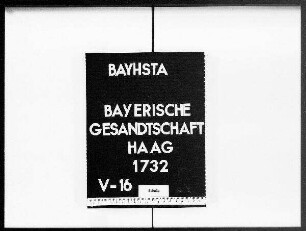 BAYHSTA
BAYERISCHE
GESANDTSCHAFT
HAAG
1732
V-16